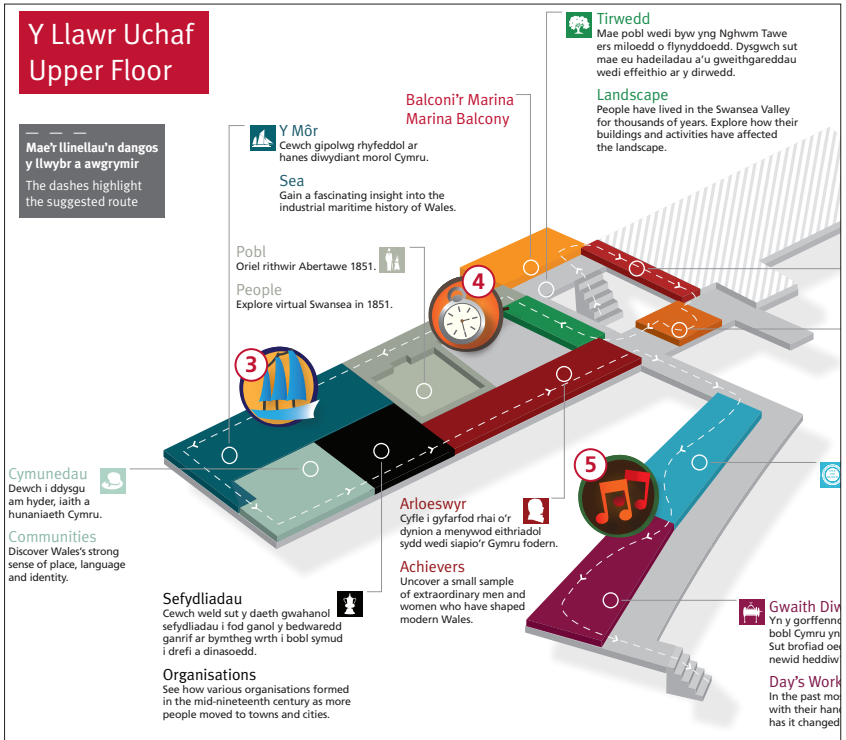 Y Llawr Uchaf
Upper Floor
Mae'r llinellau'n dangos
y llwybr a awgrymir
The dashes highlight
the suggested route
Y Môr
Cewch gipolwg rhyfeddol ar
hanes diwydiant morol Cymru.
Sea
Gain a fascinating insight into the
industrial maritime history of Wales.
Balconi'r Marina
Marina Balcony
Tirwedd
Mae pobl wedi byw yng Nghwm Tawe
ers miloedd o flynyddoedd. Dysgwch sut
mae eu hadeiladau a'u gweithgareddau
wedi effeithio ar y dirwedd.
Landscape
People have lived in the Swansea Valley
for thousands of years. Explore how their
buildings and activities have affected
the landscape.
Pobl
Oriel rithwir Abertawe 1851.
People
Explore virtual Swansea in 1851.
4
3
5
Cymunedau
Dewch i ddysgu
am hyder, iaith a
hunaniaeth Cymru.
Communities
Discover Wales's strong
sense of place, language
and identity.
Arloeswyr
Cyfle i gyfarfod rhai o'r
dynion a menywod eithriadol
sydd wedi siapio'r Gymru fodern.
Achievers
Uncover a small sample
of extraordinary men and
women who have shaped
modern Wales.
Sefydliadau
Cewch weld sut y daeth gwahanol
sefydliadau i fod ganol y bedwaredd
ganrif ar bymtheg wrth i bobl symud
i drefi a dinasoedd.
Organisations
See how various organisations formed
in the mid-nineteenth century as more
people moved to towns and cities.
Gwaith
Yn y
bobl Cymru yn
Sut brofiad
newid heddiw
Day's Work
In the past
with their
has it changed